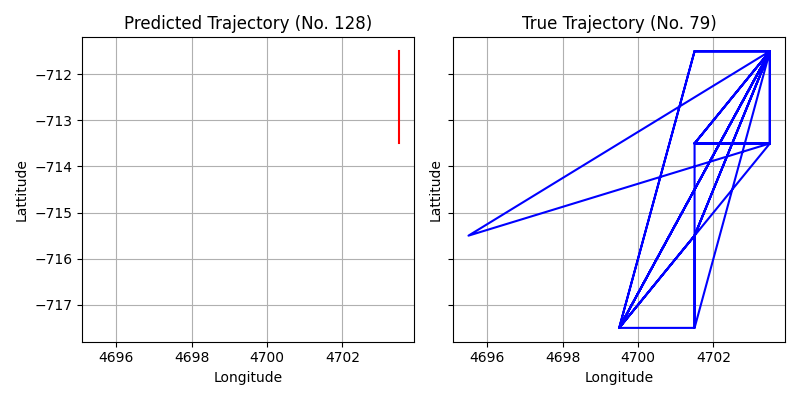 Predicted Trajectory (No. 128)
True Trajectory (No. 79)
−712
−713
−714
−715
−716
−717
Lattitude
Lattitude
4696
4698
4700
4702
4696
4698
4700
4702
Longitude
Longitude